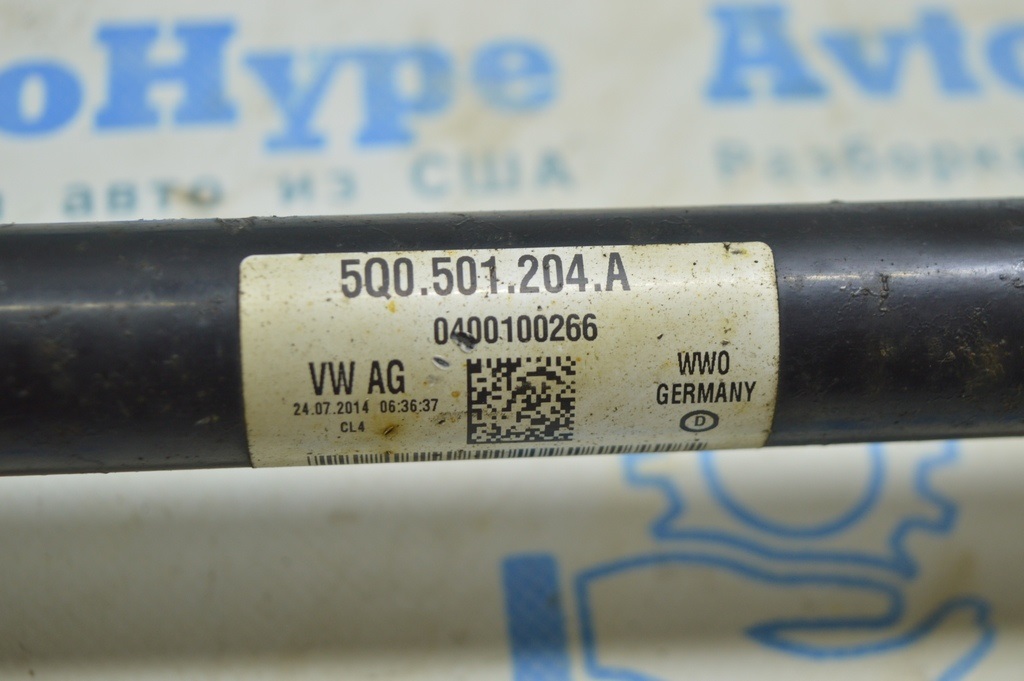 oHype Avto
авто из США Разборка
5Q0.501.204.A
0400100266
VW AG
24.07.2014 06:36:37
CL4
WWO
GERMANY
D